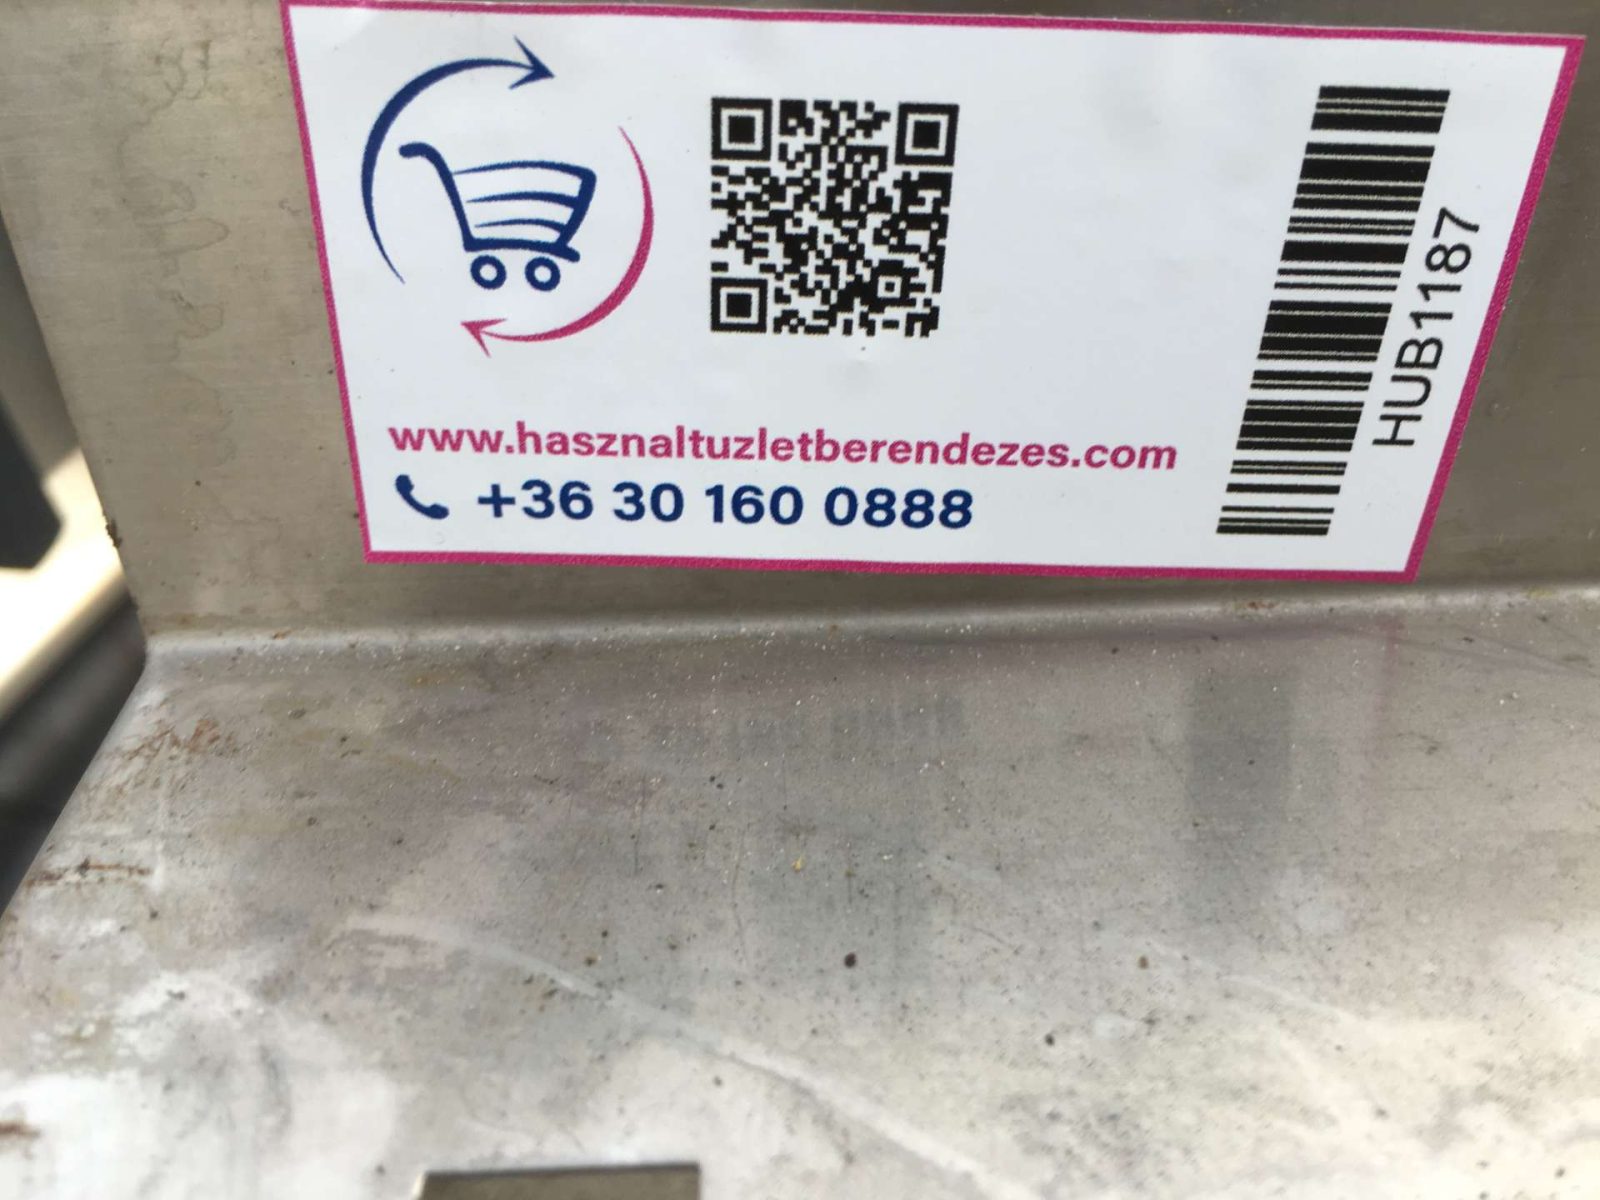 www.hasznaltuzletberendezes.com
+36 30 160 0888
HUB1187